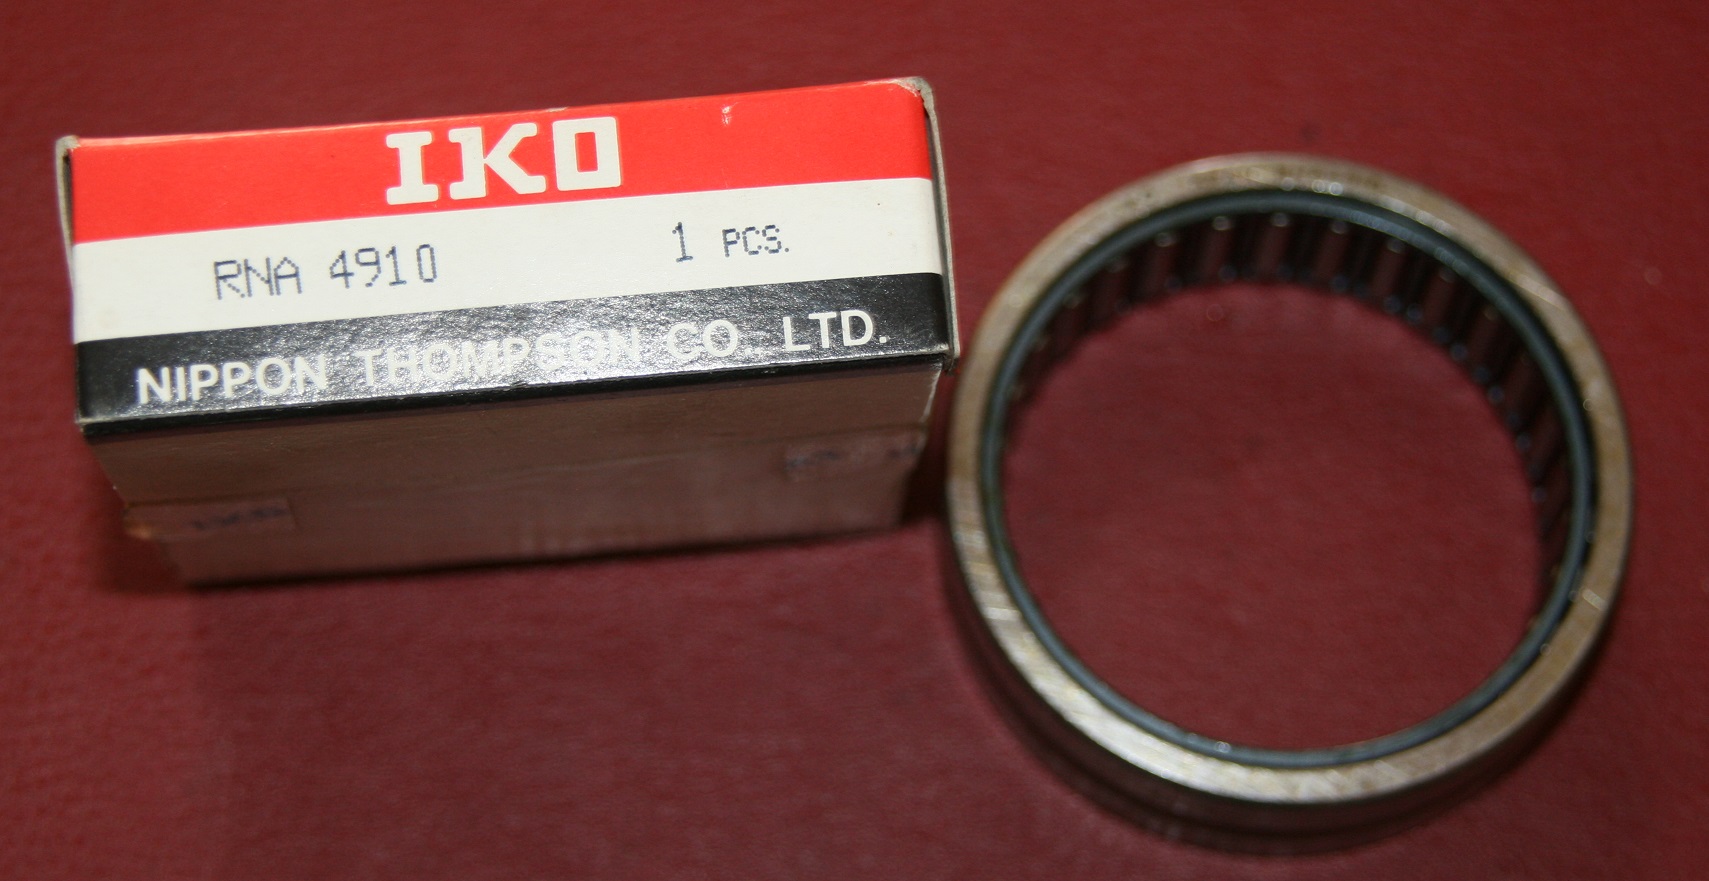 IKO
RNA 4910
1 PCS.
NIPPON THOMPSON CO. LTD.